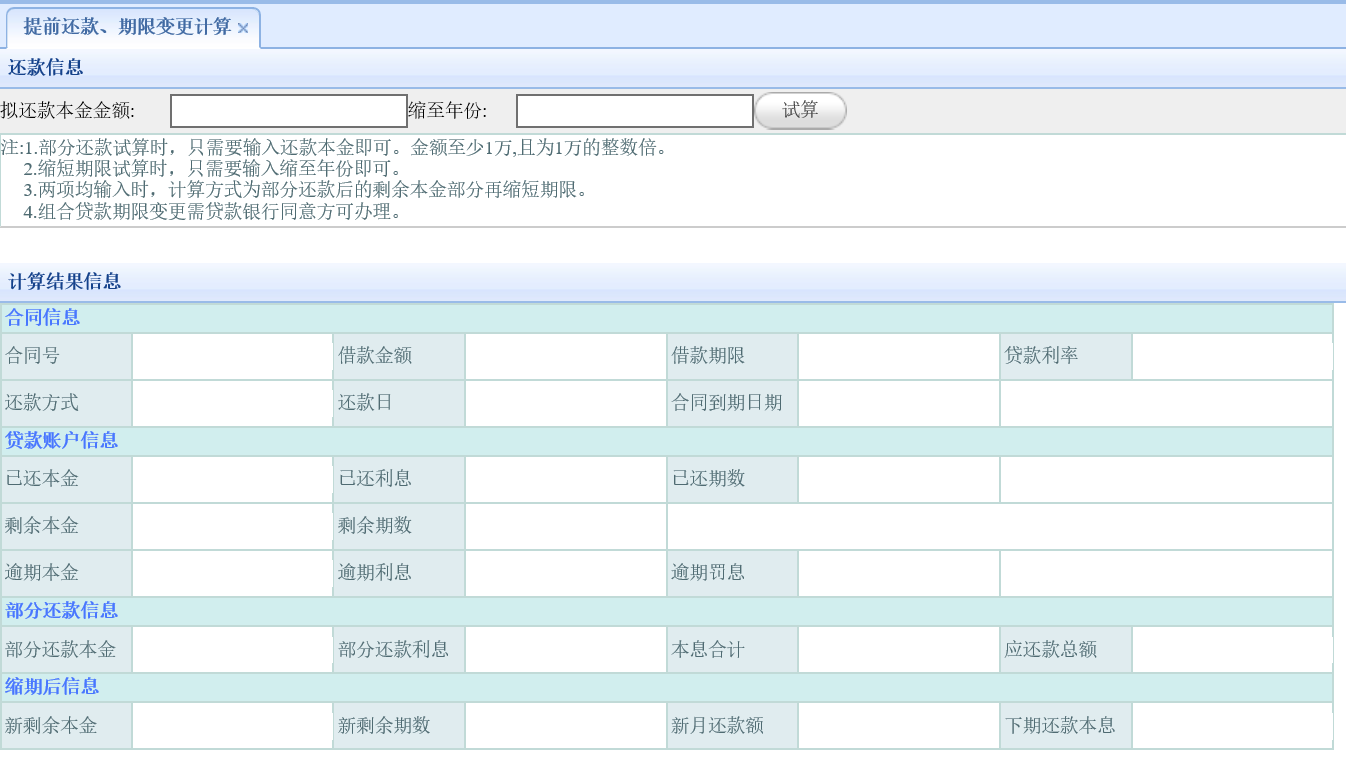 提前还款、期限变更计算 ×
还款信息
拟还款本金金额: 缩至年份: 试算
注:1.部分还款试算时，只需要输入还款本金即可。金额至少1万,且为1万的整数倍。
2.缩短期限试算时，只需要输入缩至年份即可。
3.两项均输入时，计算方式为部分还款后的剩余本金部分再缩短期限。
4.组合贷款期限变更需贷款银行同意方可办理。
计算结果信息
合同信息
合同号 借款金额 借款期限 贷款利率
还款方式 还款日 合同到期日期
贷款账户信息
已还本金 已还利息 已还期数
剩余本金 剩余期数
逾期本金 逾期利息 逾期罚息
部分还款信息
部分还款本金 部分还款利息 本息合计 应还款总额
缩期后信息
新剩余本金 新剩余期数 新月还款额 下期还款本息